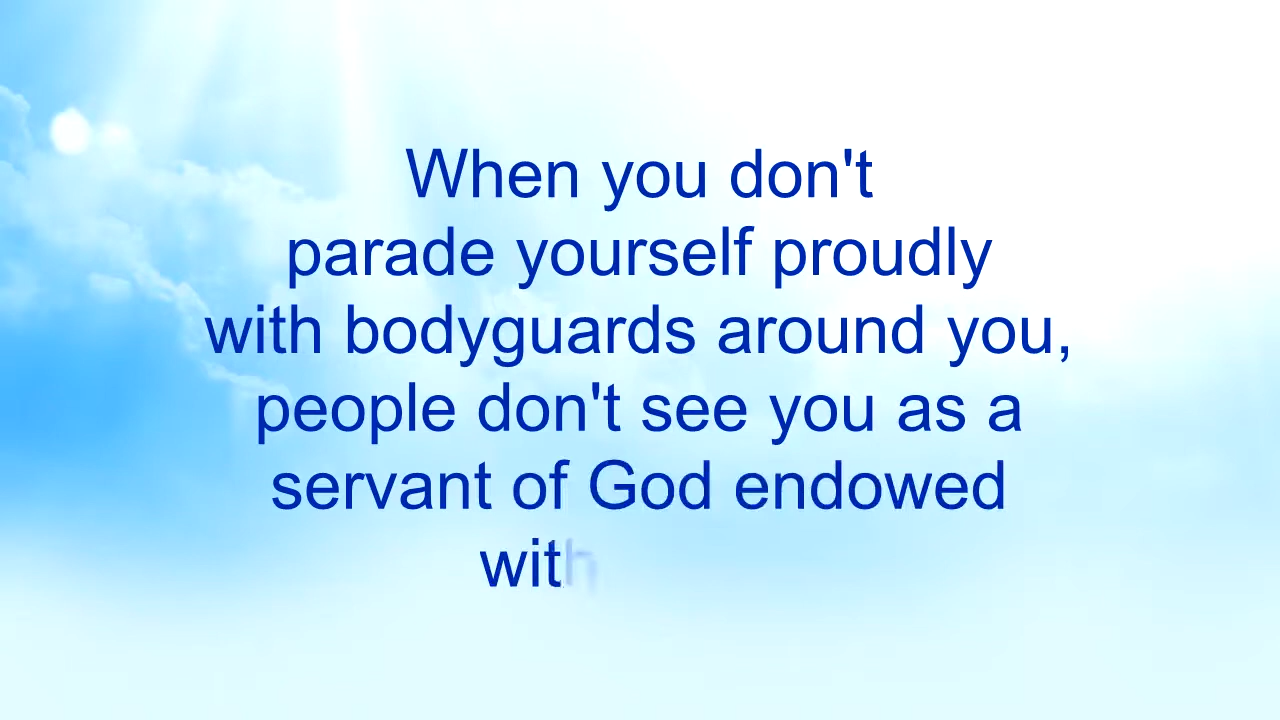 When you don't
parade yourself proudly
with bodyguards around you,
people don't see you as a
servant of God endowed
with